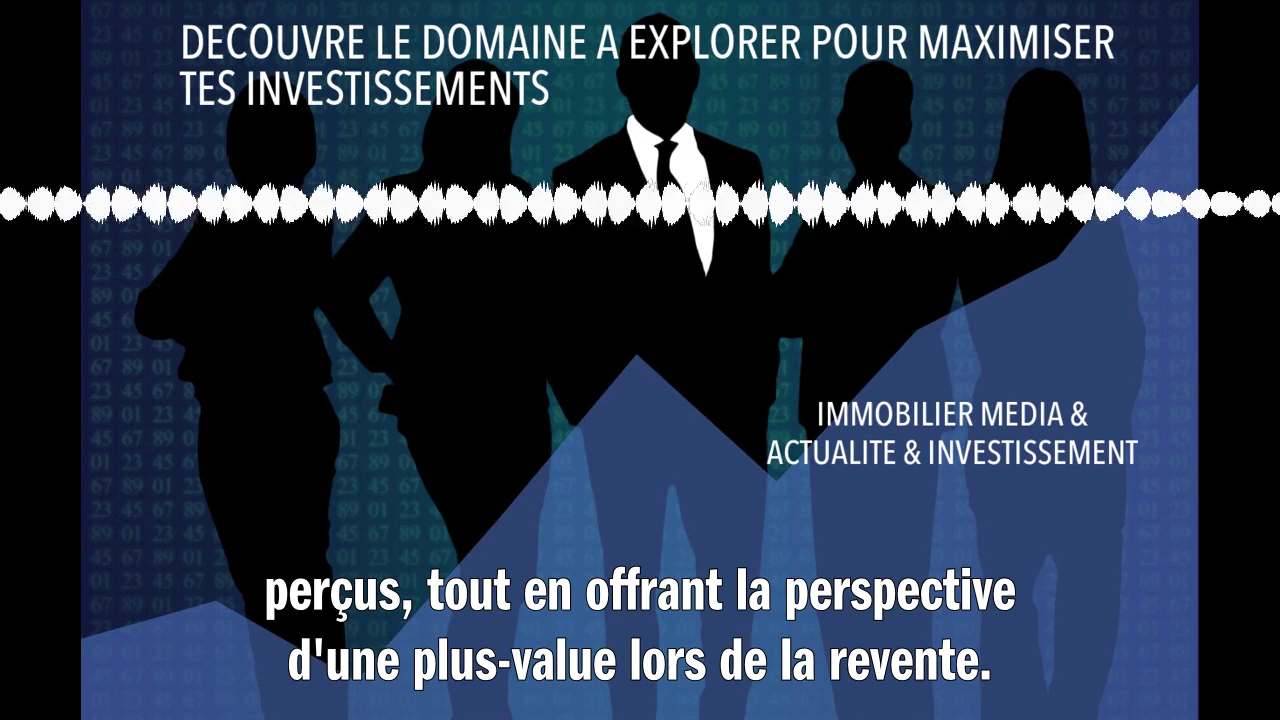 DECOUVRE LE DOMAINE A EXPLORER POUR MAXIMISER
TES INVESTISSEMENTS
IMMOBILIER MEDIA &
ACTUALITE & INVESTISSEMENT
perçus, tout en offrant la perspective
d'une plus-value lors de la revente.